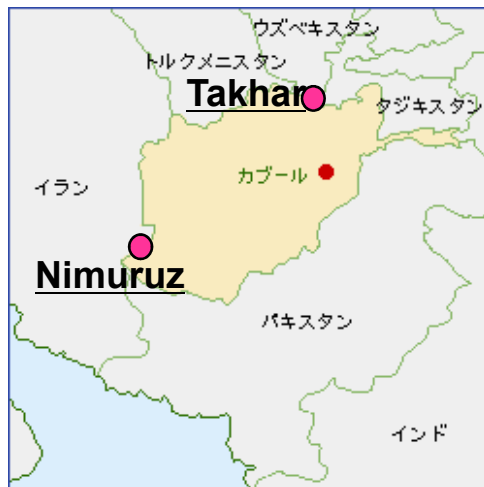 ウズベキスタン
トルクメニスタン
Takhar
タジキスタン
カブール
イラン
Nimuruz
パキスタン
インド